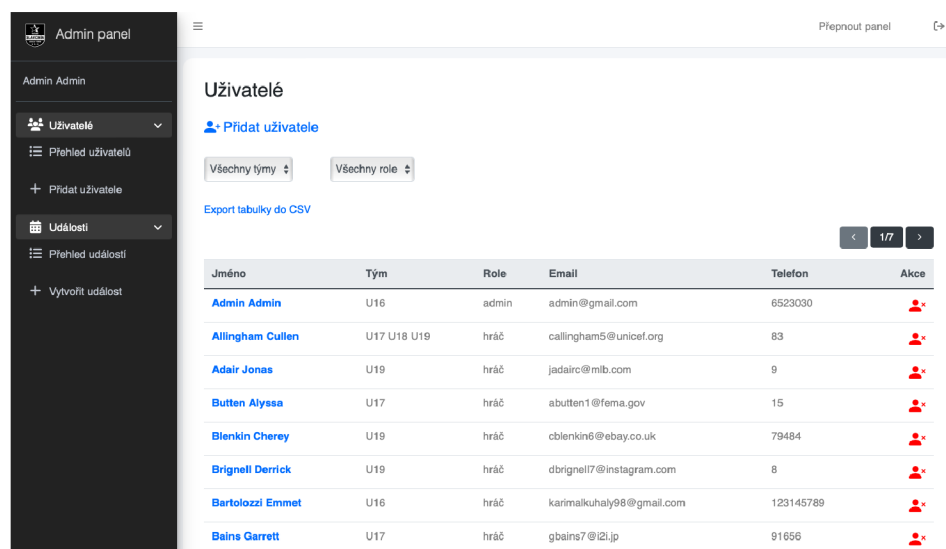 Admin panel
Přepnout panel
Admin Admin
Uživatelé
Přehled uživatelů
Přidat uživatele
Události
Přehled událostí
Vytvořit událost
Uživatelé
Přidat uživatele
Všechny týmy
Všechny role
Export tabulky do CSV
< 1/7 >
Jméno Tým Role Email Telefon Akce
Admin Admin U16 admin admin@gmail.com 6523030
Allingham Cullen U17 U18 U19 hráč callingham5@unicef.org 83
Adair Jonas U19 hráč jadairc@mlb.com 9
Butten Alyssa U17 hráč abutten1@fema.gov 15
Blenkin Cherey U19 hráč cblenkin6@ebay.co.uk 79484
Brignell Derrick U19 hráč dbrignell7@instagram.com 8
Bartolozzi Emmet U16 hráč karimalkuhaly98@gmail.com 123145789
Bains Garrett U17 hráč gbains7@i2i.jp 91656